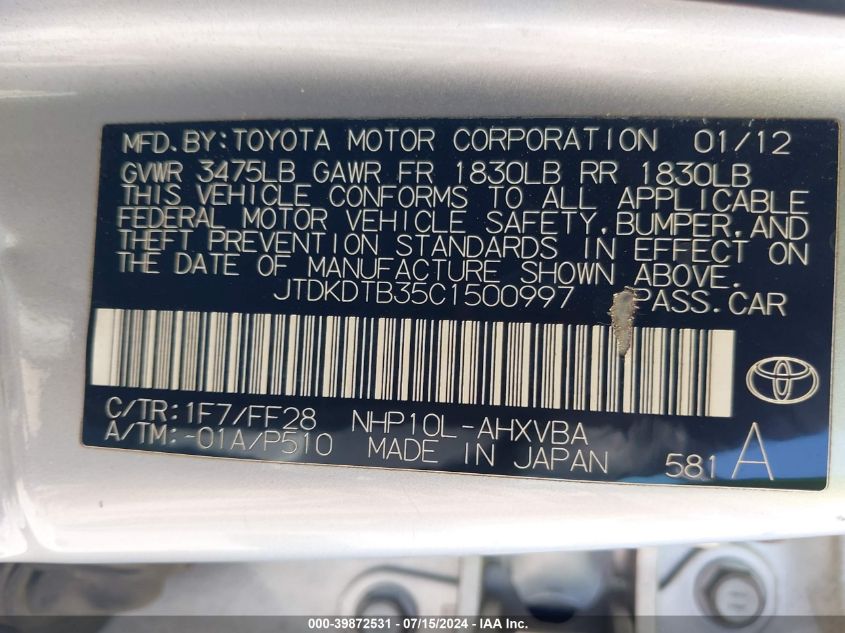 MFD.BY:TOYOTA MOTOR CORPORATION 01/12
GVWR 3475LB GAWR FR 1830LB RR 1830LB
THIS VEHICLE CONFORMS TO ALL APPLICABLE
FEDERAL MOTOR VEHICLE SAFETY,BUMPER,AND
THEFT PREVENTION STANDARDS IN EFFECT ON
THE DATE OF MANUFACTURE SHOWN ABOVE.
JTDKDTB35C1500997 PASS.CAR
C/TR:1F7/FF28 NHP10L-AHXVBA
A/TM:-01A/P510 MADE IN JAPAN 581 A
000-39872531 - 07/15/2024 - IAA Inc.